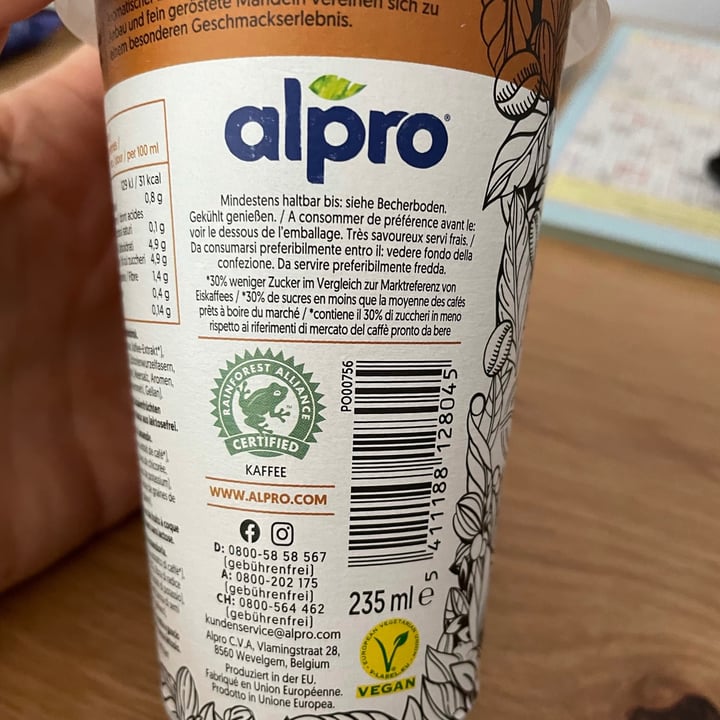 und fein geröstete Mandeln vereinen sich zu
besonderen Geschmackserlebnis.
alpro®
per 100 ml
123 kJ / 31 kcal
0,8 g
0,1 g
4,9 g
4,9 g
1,4 g
0,4 g
0,14 g
Mindestens haltbar bis: siehe Becherboden.
Gekühlt genießen. / A consommer de préférence avant le:
voir le dessous de l'emballage. Très savoureux servi frais. /
Da consumarsi preferibilmente entro il: vedere fondo della
confezione. Da servire preferibilmente fredda.
*30% weniger Zucker im Vergleich zur Marktreferenz von
Eiskaffees / *30% de sucres en moins que la moyenne des cafés
prêts à boire du marché / *contiene il 30% di zuccheri in meno
rispetto ai riferimenti di mercato del caffè pronto da bere
RAINFOREST ALLIANCE
CERTIFIED
KAFFEE
WWW.ALPRO.COM
D: 0800-58 58 567
(gebührenfrei)
A: 0800-202 175
(gebührenfrei)
CH: 0800-564 462
(gebührenfrei)
kundenservice@alpro.com
Alpro C.V.A, Vlamingstraat 28,
8560 Wevelgem, Belgium
Produziert in der EU.
Fabriqué en Union Européenne.
Prodotto in Unione Europea.
PO00756
5 411188 128045
235 ml e
EUROPEAN VEGETARIAN UNION
V-LABEL.EU
VEGAN